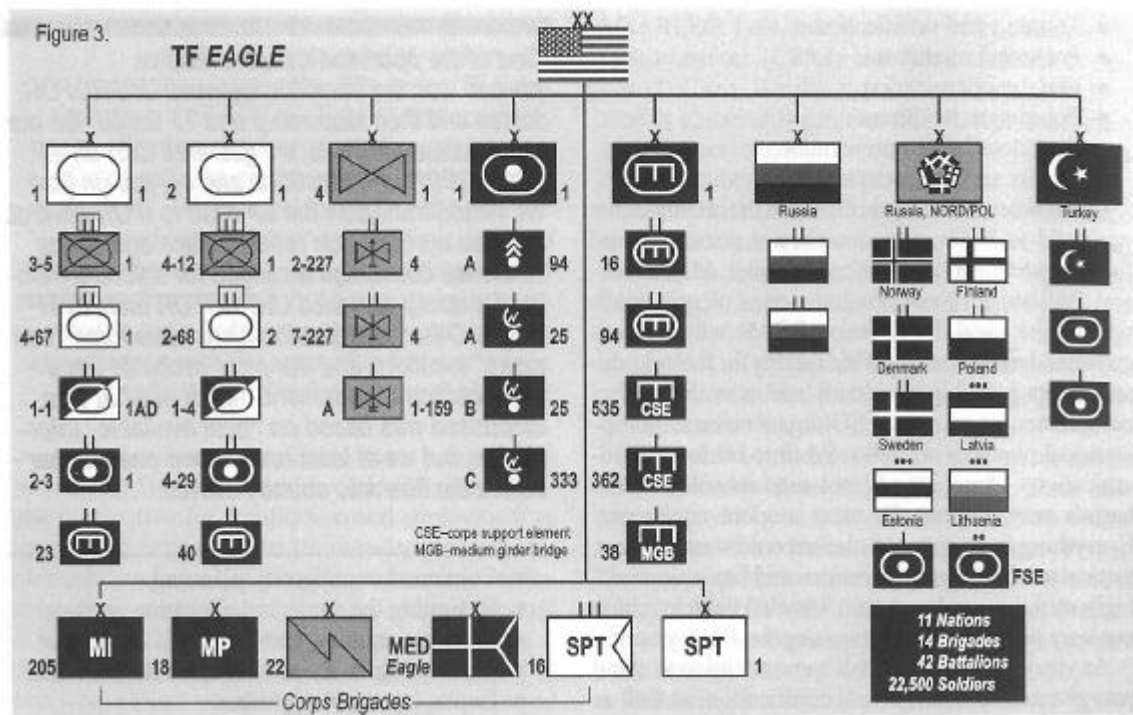 Figure 3.
TF EAGLE
XX
X X X X X X X X
1 2 4 1 1 1 1 1
Russia Russia, NORD/POL Turkey
3-5 1 4-12 1 2-227 4 A 94 16
Norway Finland
4-67 1 2-68 2 7-227 4 A 25 94
Denmark Poland
1-1 1AD 1-4 A 1-159 B 25 535 CSE
Sweden Latvia
2-3 1 4-29 C 333 362 CSE
Estonia Lithuania
CSE–corps support element
MGB–medium girder bridge
23 40 38 MGB
FSE
X X X X
205 MI 18 MP 22 MED Eagle 16 SPT SPT
Corps Brigades
11 Nations
14 Brigades
42 Battalions
22,500 Soldiers